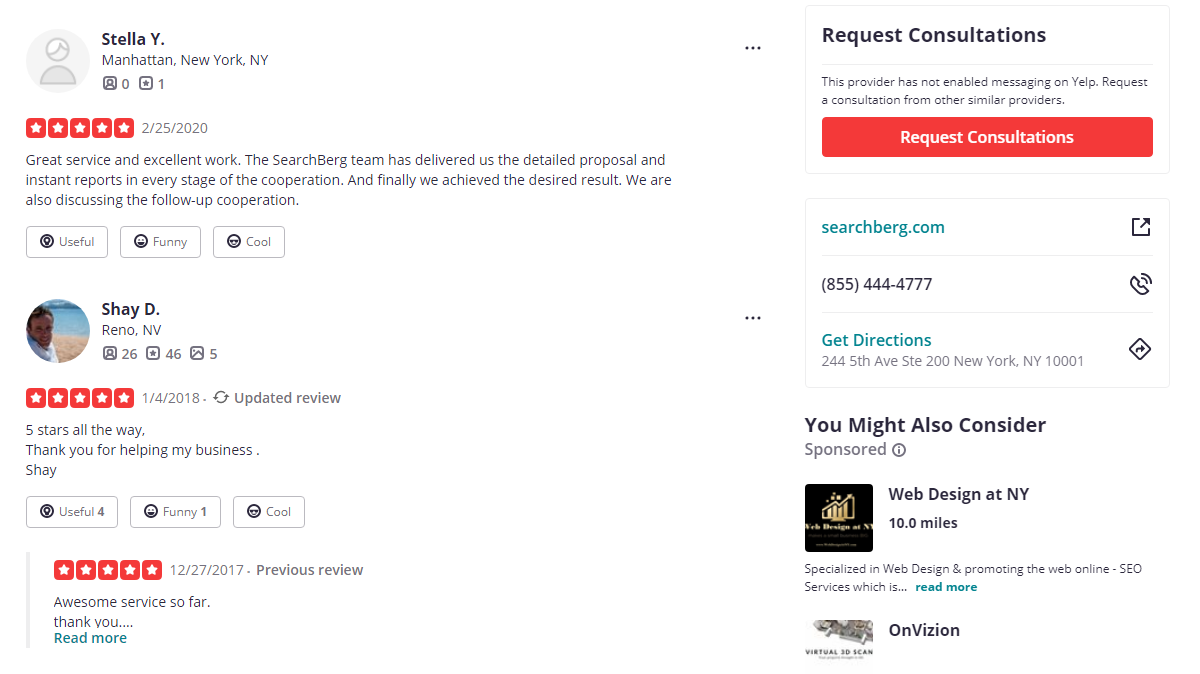 Stella Y.
Manhattan, New York, NY
0 1
2/25/2020
Great service and excellent work. The SearchBerg team has delivered us the detailed proposal and
instant reports in every stage of the cooperation. And finally we achieved the desired result. We are
also discussing the follow-up cooperation.
Useful Funny Cool
Shay D.
Reno, NV
26 46 5
1/4/2018 · Updated review
5 stars all the way,
Thank you for helping my business .
Shay
Useful 4 Funny 1 Cool
12/27/2017 · Previous review
Awesome service so far.
thank you....
Read more
Request Consultations
This provider has not enabled messaging on Yelp. Request
a consultation from other similar providers.
Request Consultations
searchberg.com
(855) 444-4777
Get Directions
244 5th Ave Ste 200 New York, NY 10001
You Might Also Consider
Sponsored
Web Design at NY
Web Design at NY
10.0 miles
Specialized in Web Design & promoting the web online - SEO
Services which is... read more
VIRTUAL 3D SCAN
OnVizion